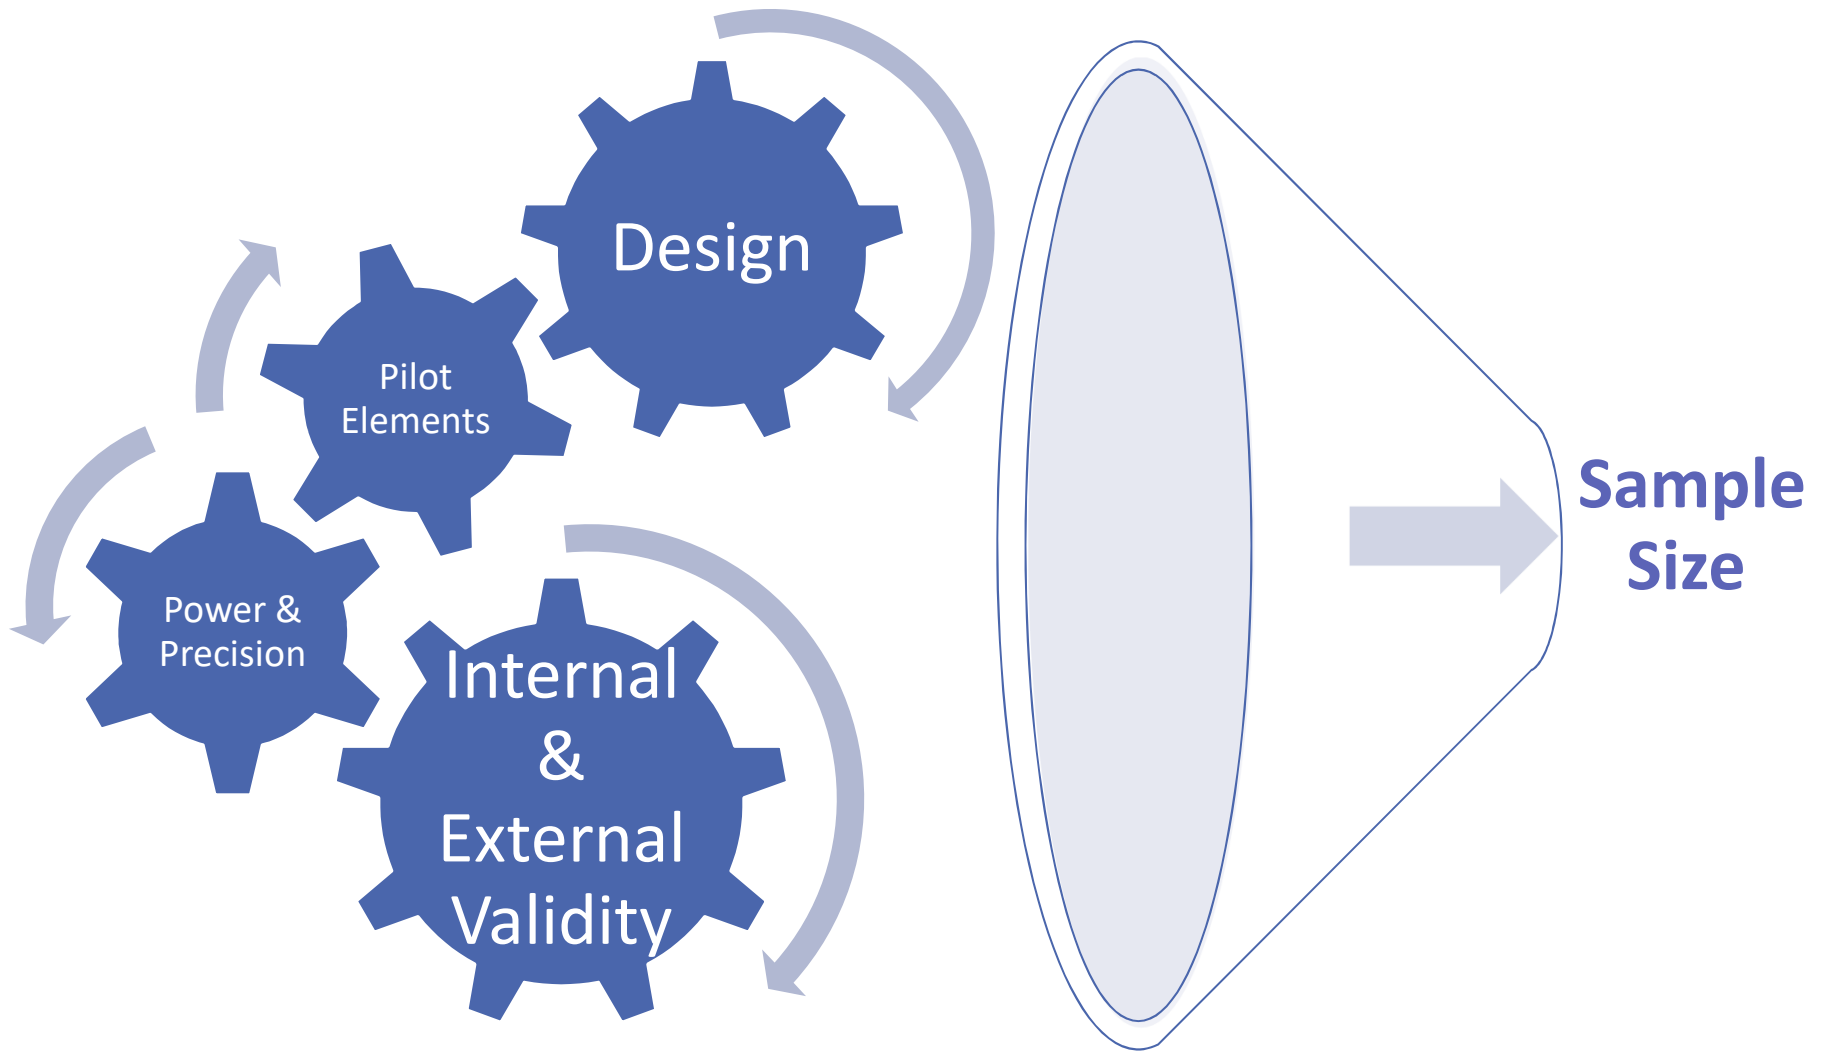 Design
Pilot
Elements
Power &
Precision
Internal
&
External
Validity
Sample
Size